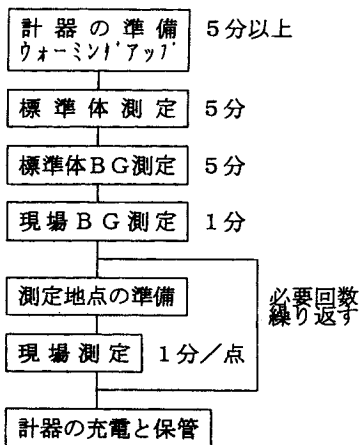 計器の準備 5分以上
ウォーミングアップ
標準体測定 5分
標準体BG測定 5分
現場BG測定 1分
測定地点の準備
必要回数
繰り返す
現場測定 1分/点
計器の充電と保管